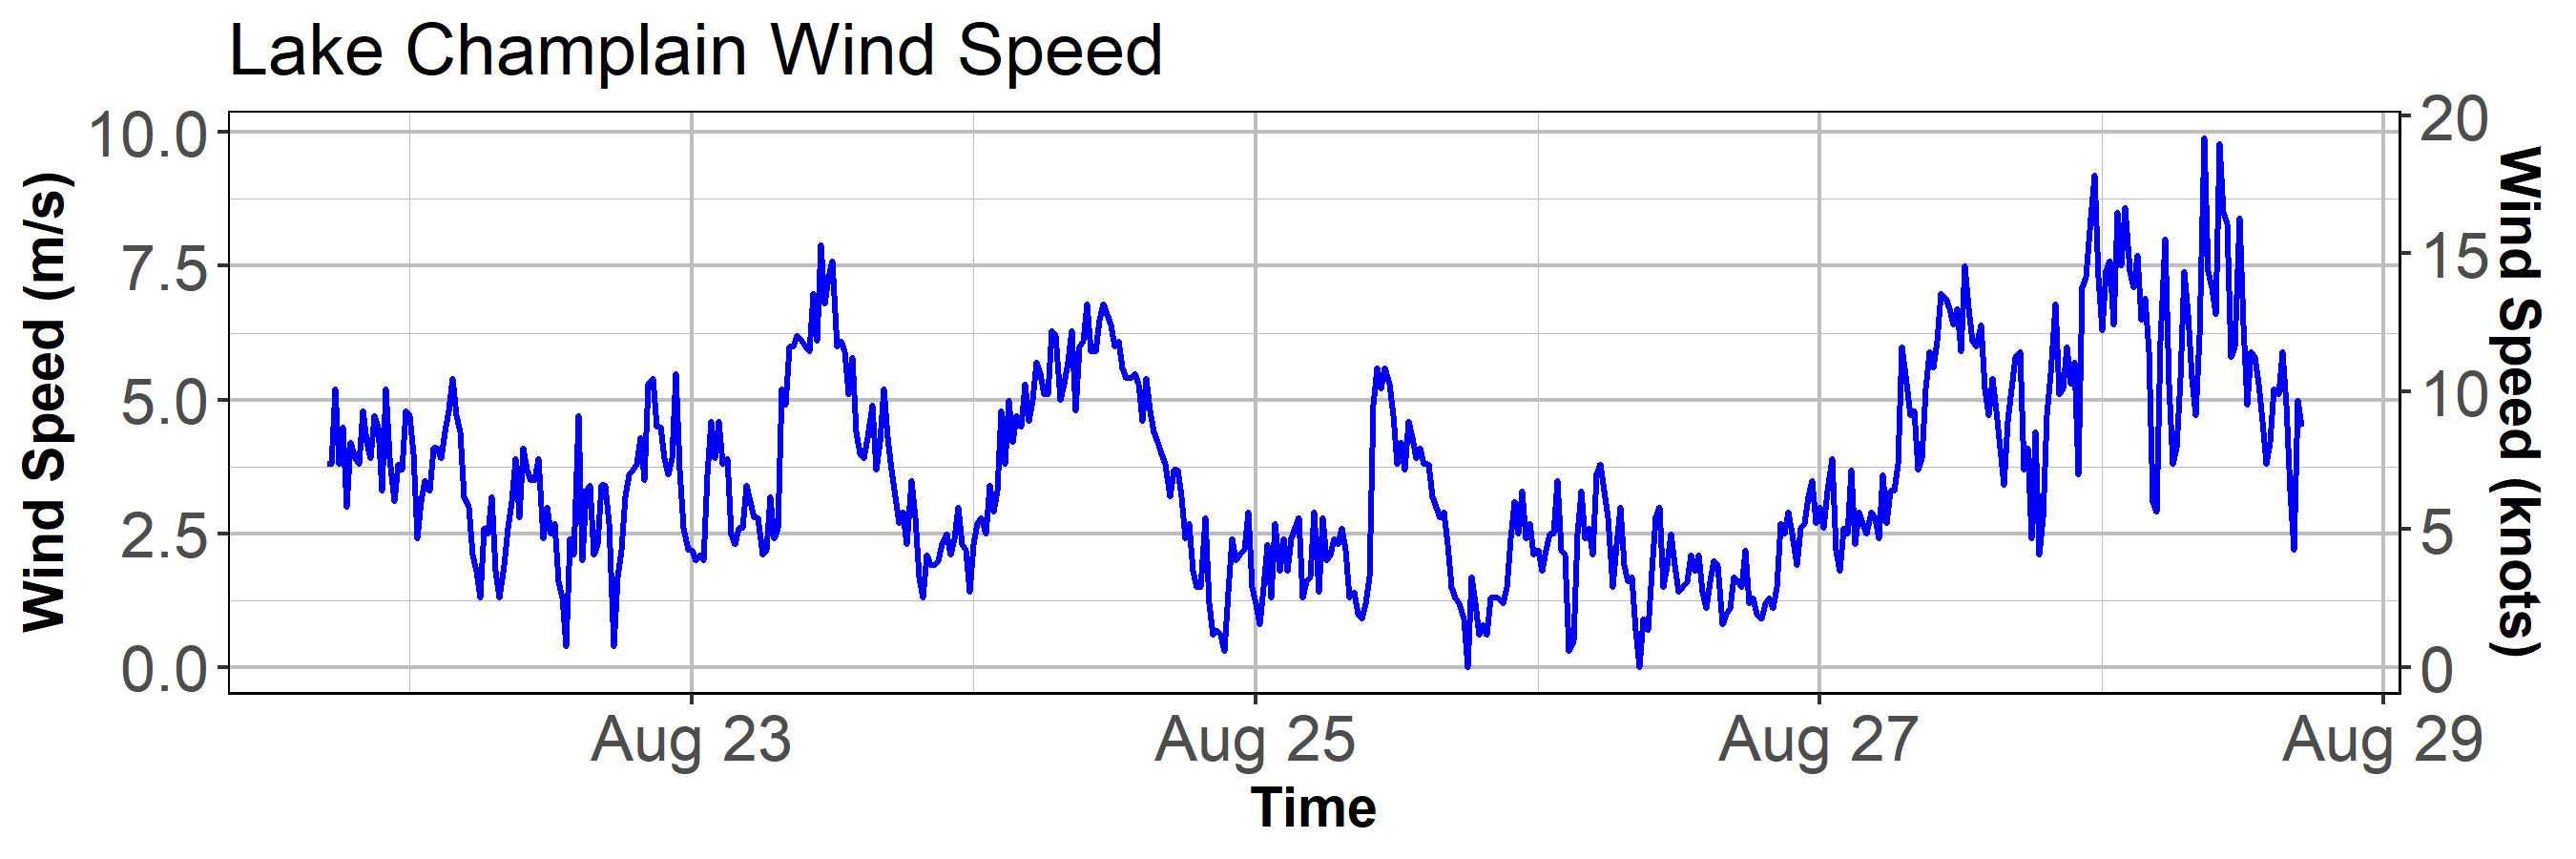 Lake Champlain Wind Speed
Wind Speed (m/s)
10.0
7.5
5.0
2.5
0.0
20
15
10
5
0
Wind Speed (knots)
Aug 23
Aug 25
Aug 27
Aug 29
Time